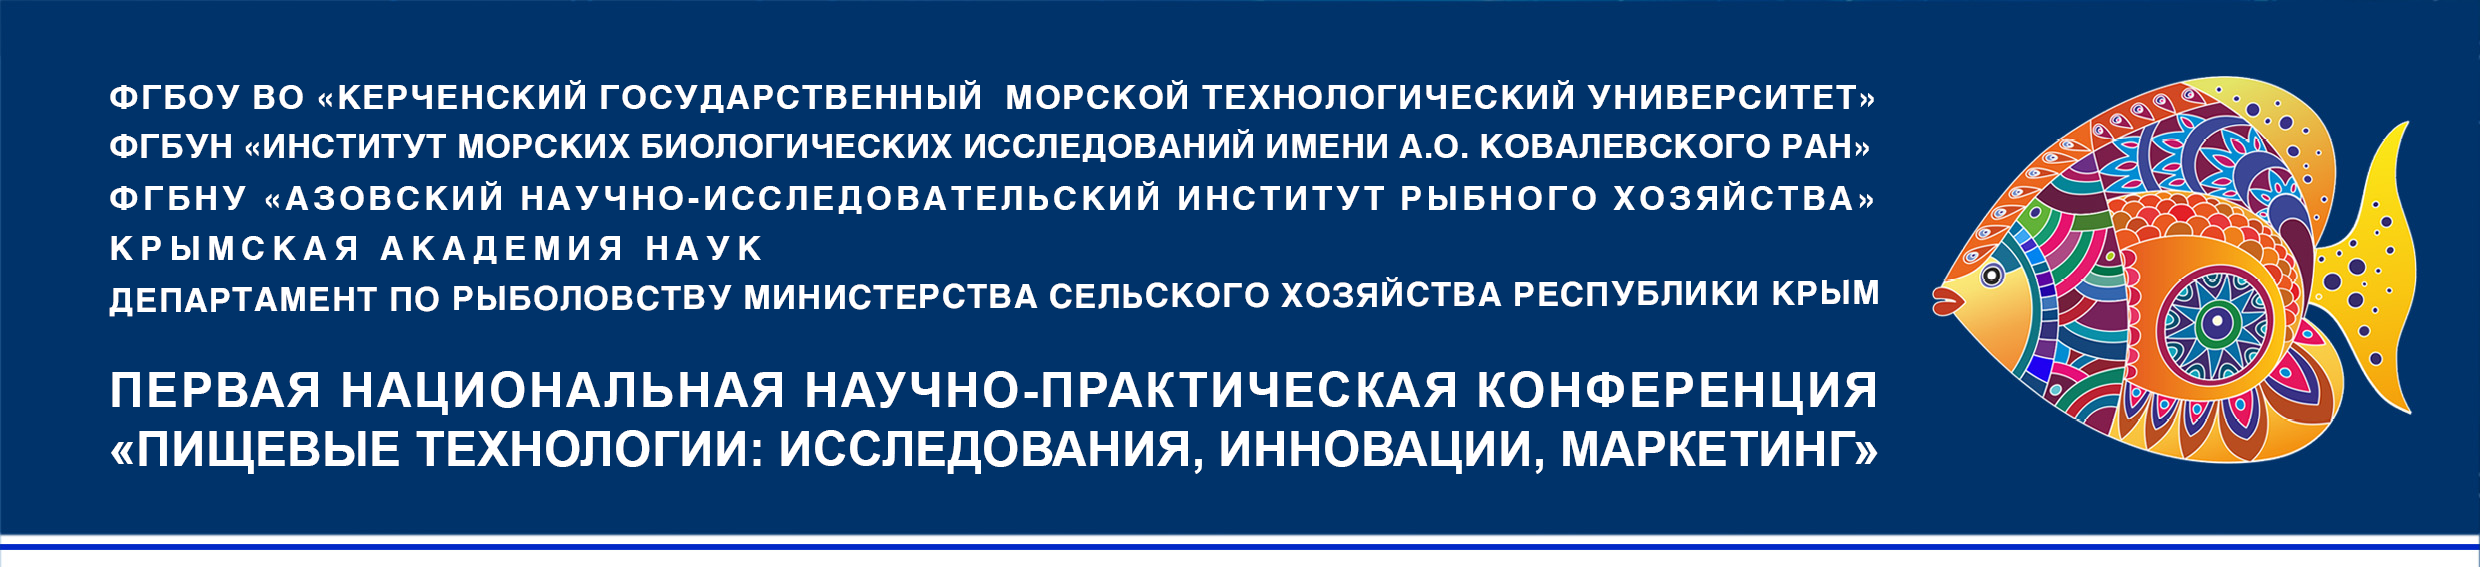 ФГБОУ ВО «КЕРЧЕНСКИЙ ГОСУДАРСТВЕННЫЙ МОРСКОЙ ТЕХНОЛОГИЧЕСКИЙ УНИВЕРСИТЕТ»
ФГБУН «ИНСТИТУТ МОРСКИХ БИОЛОГИЧЕСКИХ ИССЛЕДОВАНИЙ ИМЕНИ А.О. КОВАЛЕВСКОГО РАН»
ФГБНУ «АЗОВСКИЙ НАУЧНО-ИССЛЕДОВАТЕЛЬСКИЙ ИНСТИТУТ РЫБНОГО ХОЗЯЙСТВА»
КРЫМСКАЯ АКАДЕМИЯ НАУК
ДЕПАРТАМЕНТ ПО РЫБОЛОВСТВУ МИНИСТЕРСТВА СЕЛЬСКОГО ХОЗЯЙСТВА РЕСПУБЛИКИ КРЫМ
ПЕРВАЯ НАЦИОНАЛЬНАЯ НАУЧНО-ПРАКТИЧЕСКАЯ КОНФЕРЕНЦИЯ
«ПИЩЕВЫЕ ТЕХНОЛОГИИ: ИССЛЕДОВАНИЯ, ИННОВАЦИИ, МАРКЕТИНГ»